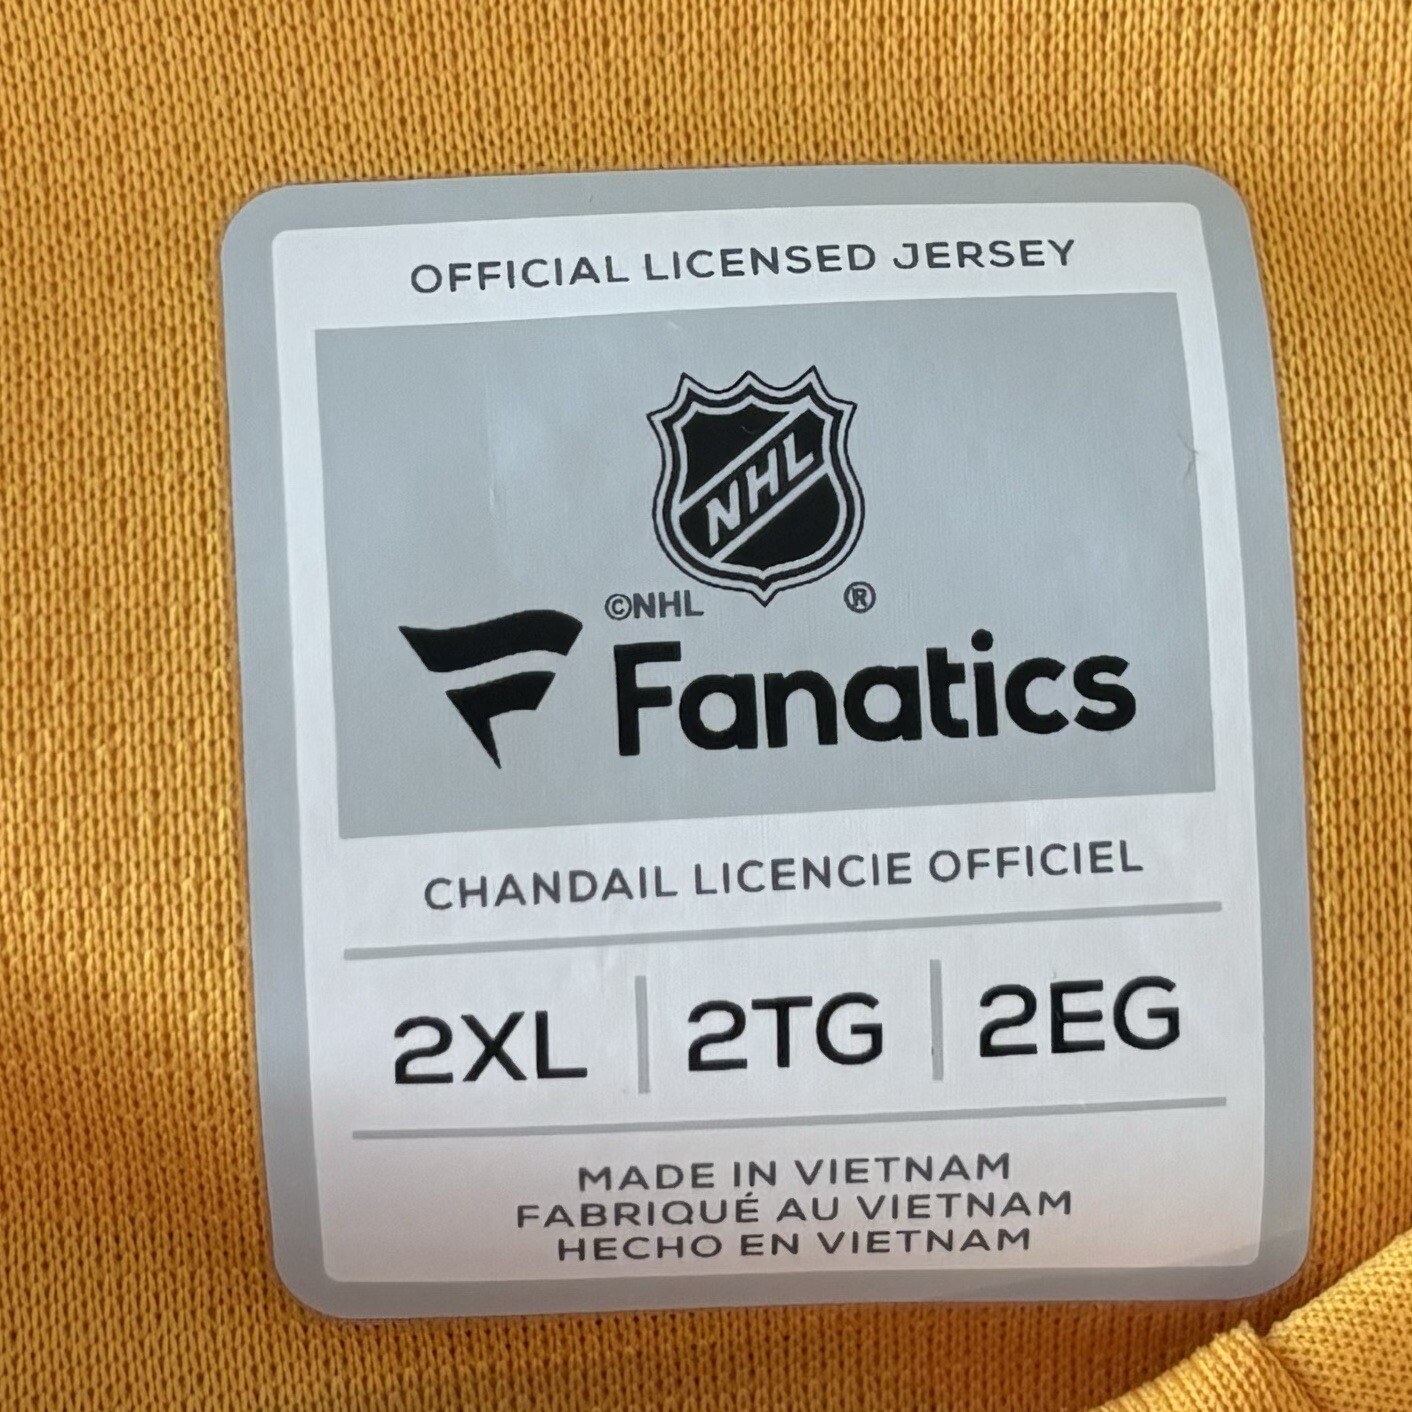 OFFICIAL LICENSED JERSEY
NHL
©NHL ®
Fanatics
CHANDAIL LICENCIE OFFICIEL
2XL | 2TG | 2EG
MADE IN VIETNAM
FABRIQUÉ AU VIETNAM
HECHO EN VIETNAM